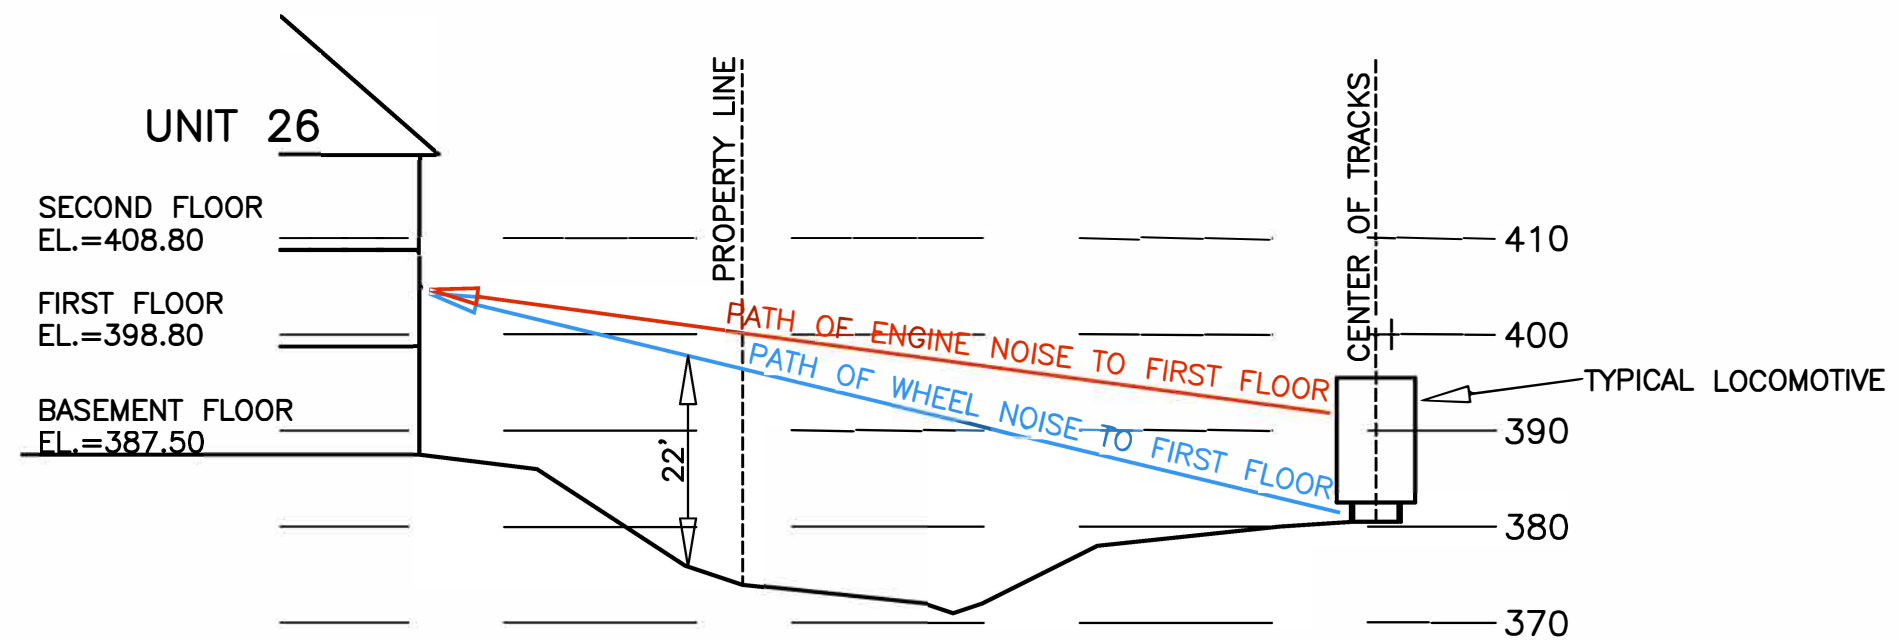 UNIT 26
SECOND FLOOR
EL.=408.80
FIRST FLOOR
EL.=398.80
BASEMENT FLOOR
EL.=387.50
22'
PROPERTY LINE
PATH OF ENGINE NOISE TO FIRST FLOOR
PATH OF WHEEL NOISE TO FIRST FLOOR
CENTER OF TRACKS
TYPICAL LOCOMOTIVE
410
400
390
380
370